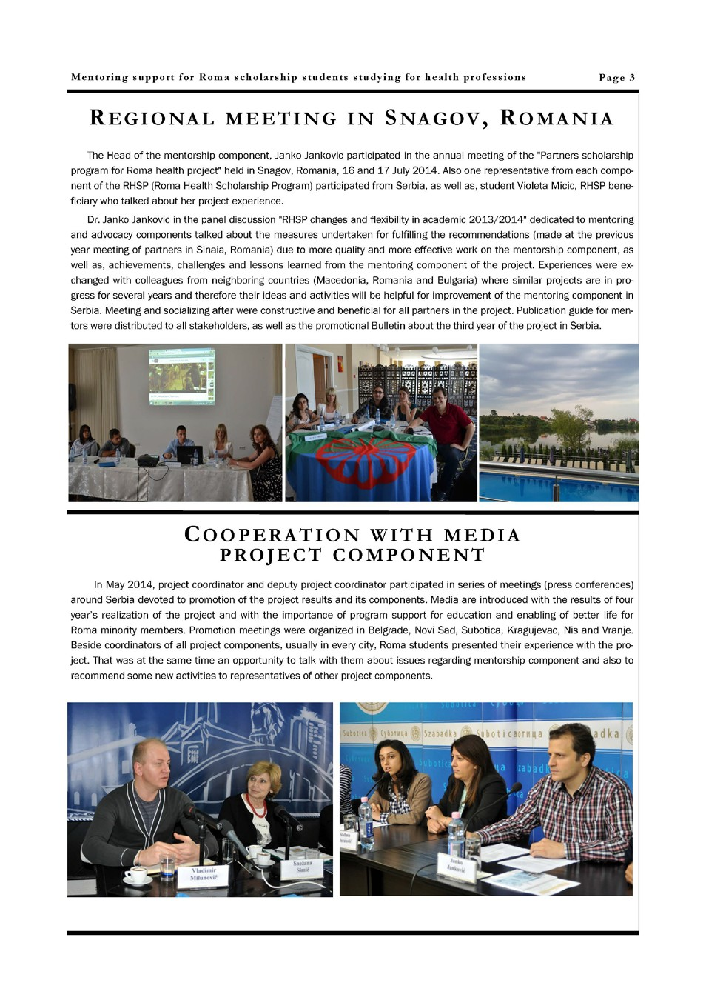 Mentoring support for Roma scholarship students studying for health professions
Page 3
REGIONAL MEETING IN SNAGOV, ROMANIA
The Head of the mentorship component, Janko Jankovic participated in the annual meeting of the "Partners scholarship
program for Roma health project" held in Snagov, Romania, 16 and 17 July 2014. Also one representative from each compo-
nent of the RHSP (Roma Health Scholarship Program) participated from Serbia, as well as, student Violeta Micic, RHSP bene-
ficiary who talked about her project experience.
Dr. Janko Jankovic in the panel discussion "RHSP changes and flexibility in academic 2013/2014" dedicated to mentoring
and advocacy components talked about the measures undertaken for fulfilling the recommendations (made at the previous
year meeting of partners in Sinaia, Romania) due to more quality and more effective work on the mentorship component, as
well as, achievements, challenges and lessons learned from the mentoring component of the project. Experiences were ex-
changed with colleagues from neighboring countries (Macedonia, Romania and Bulgaria) where similar projects are in pro-
gress for several years and therefore their ideas and activities will be helpful for improvement of the mentoring component in
Serbia. Meeting and socializing after were constructive and beneficial for all partners in the project. Publication guide for men-
tors were distributed to all stakeholders, as well as the promotional Bulletin about the third year of the project in Serbia.
COOPERATION WITH MEDIA
PROJECT COMPONENT
In May 2014, project coordinator and deputy project coordinator participated in series of meetings (press conferences)
around Serbia devoted to promotion of the project results and its components. Media are introduced with the results of four
year's realization of the project and with the importance of program support for education and enabling of better life for
Roma minority members. Promotion meetings were organized in Belgrade, Novi Sad, Subotica, Kragujevac, Nis and Vranje.
Beside coordinators of all project components, usually in every city, Roma students presented their experience with the pro-
ject. That was at the same time an opportunity to talk with them about issues regarding mentorship component and also to
recommend some new activities to representatives of other project components.
Vladimir
Milunović
Snežana
Simić
Subotica Суботица Szabadka Subotica
Janko
Janković